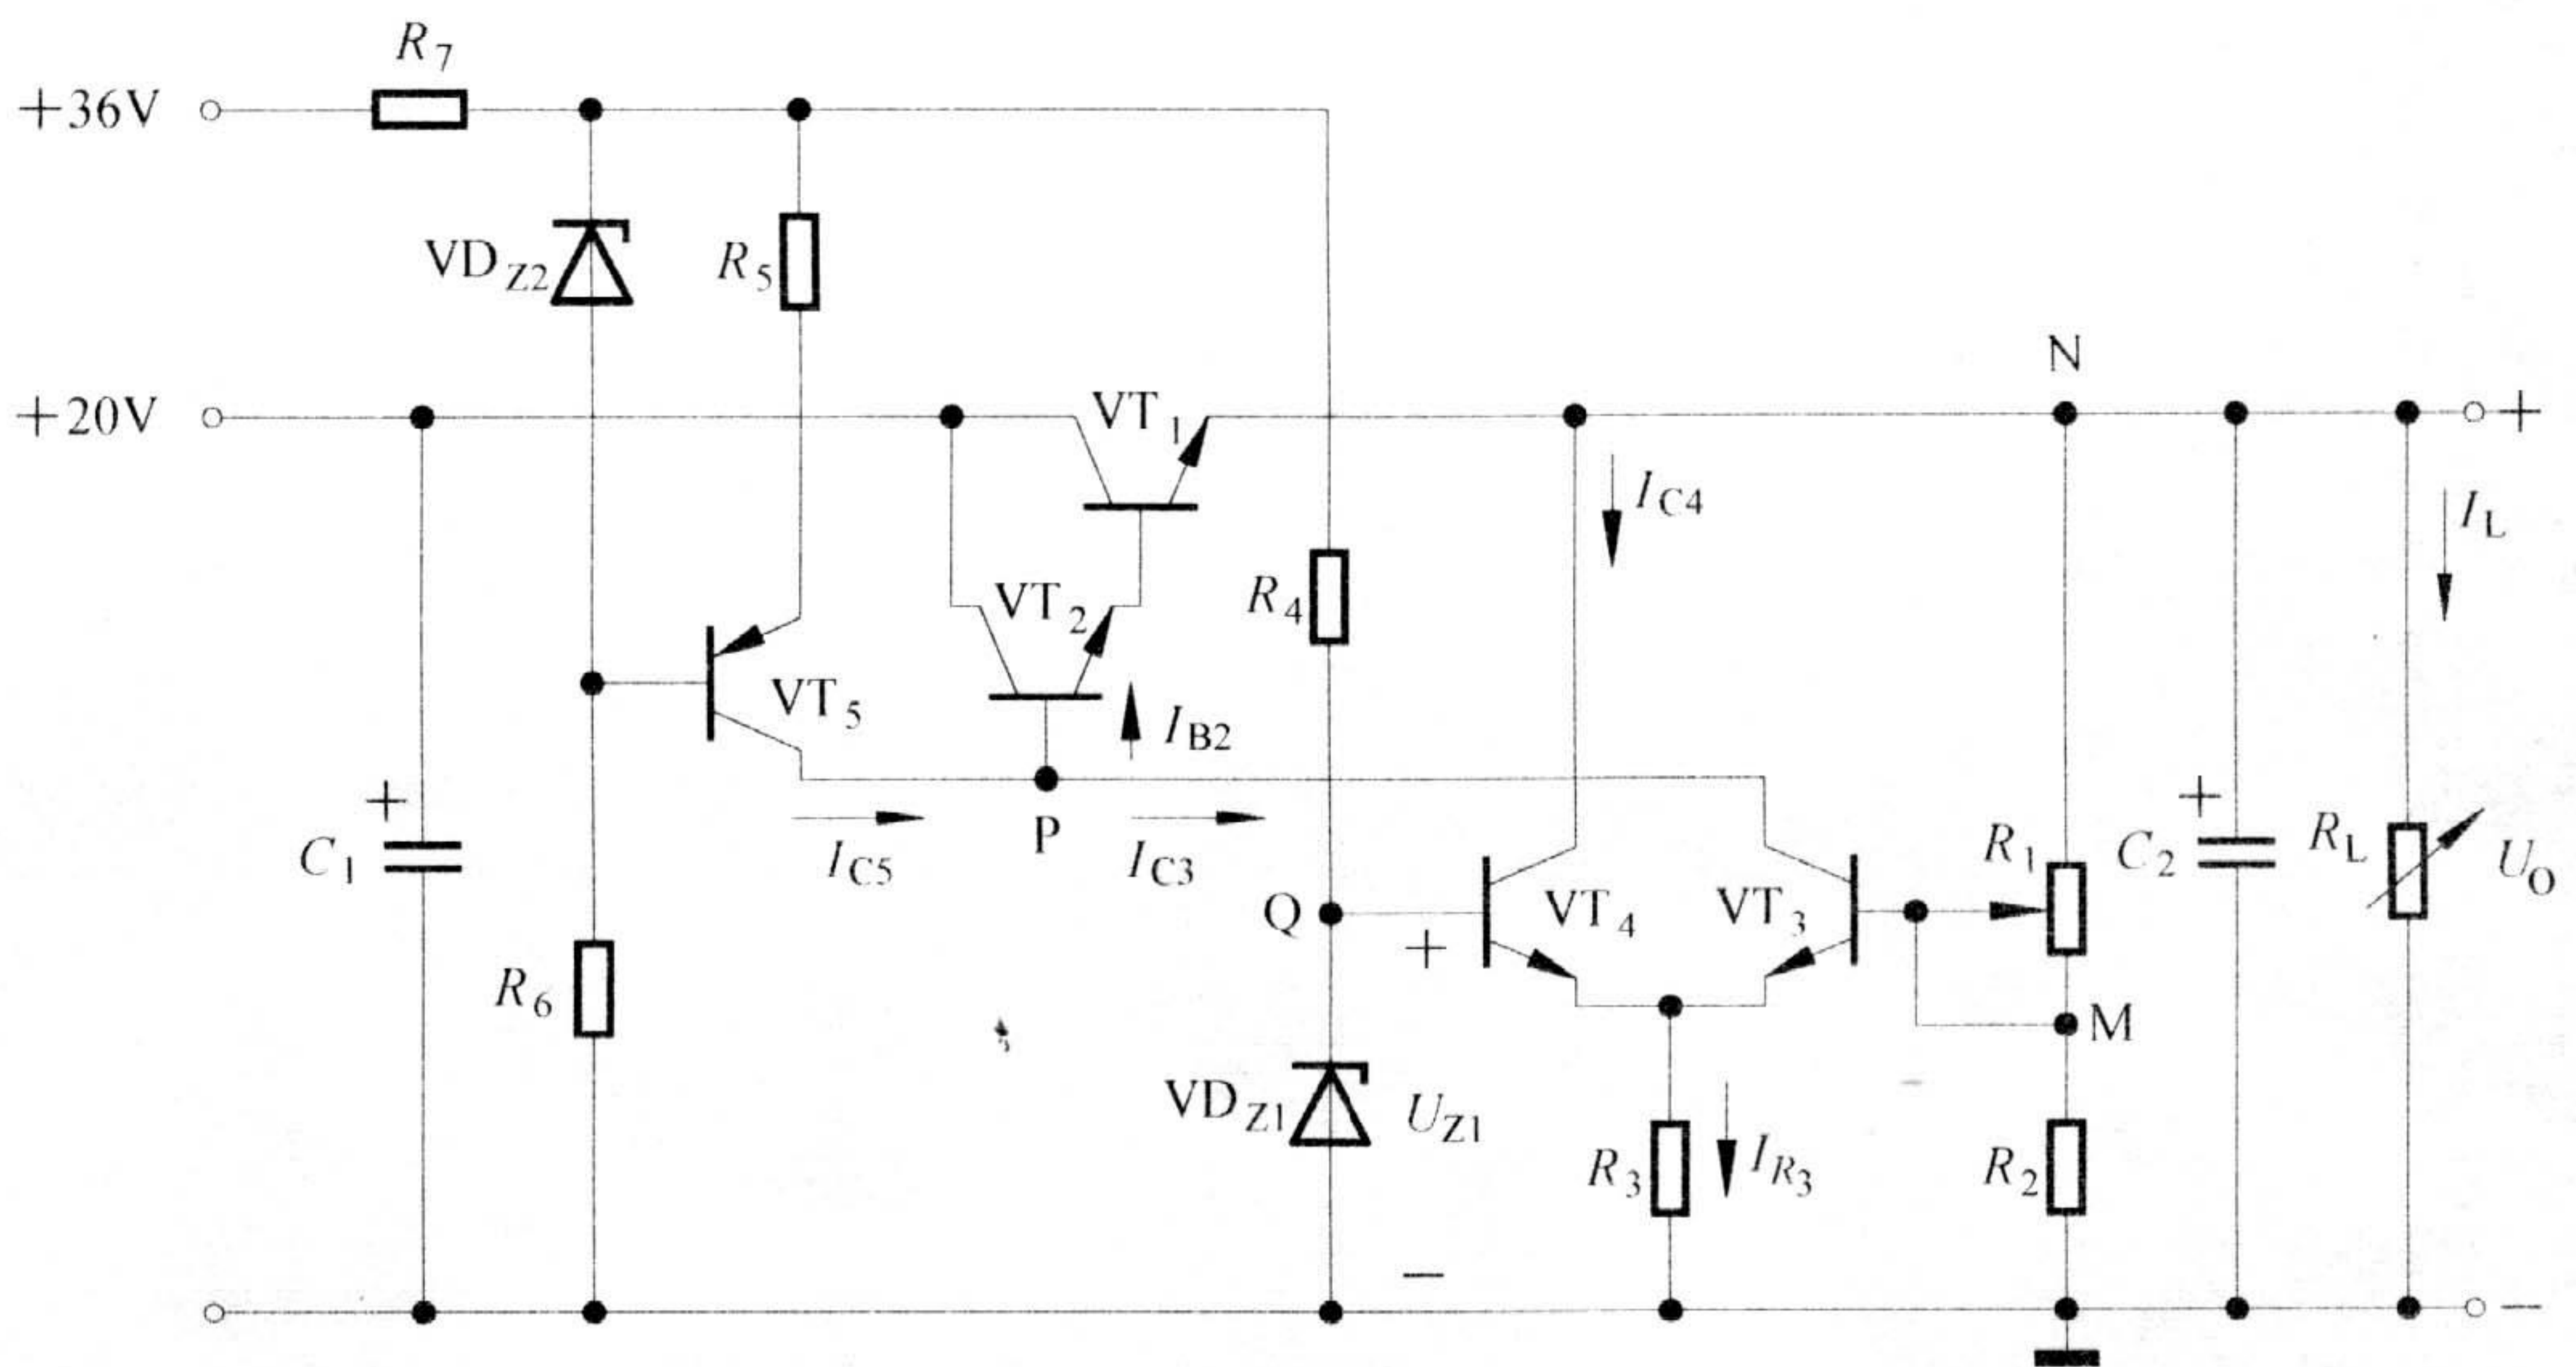 R7
+36V
VDZ2
R5
N
+20V
VT1
IC4
IL
VT2
R4
VT5
IB2
+
+
C1
IC5
P
IC3
Q
VT4
VT3
R1
C2
RL
UO
+
R6
M
VDZ1
UZ1
R3
IR3
R2
−
−